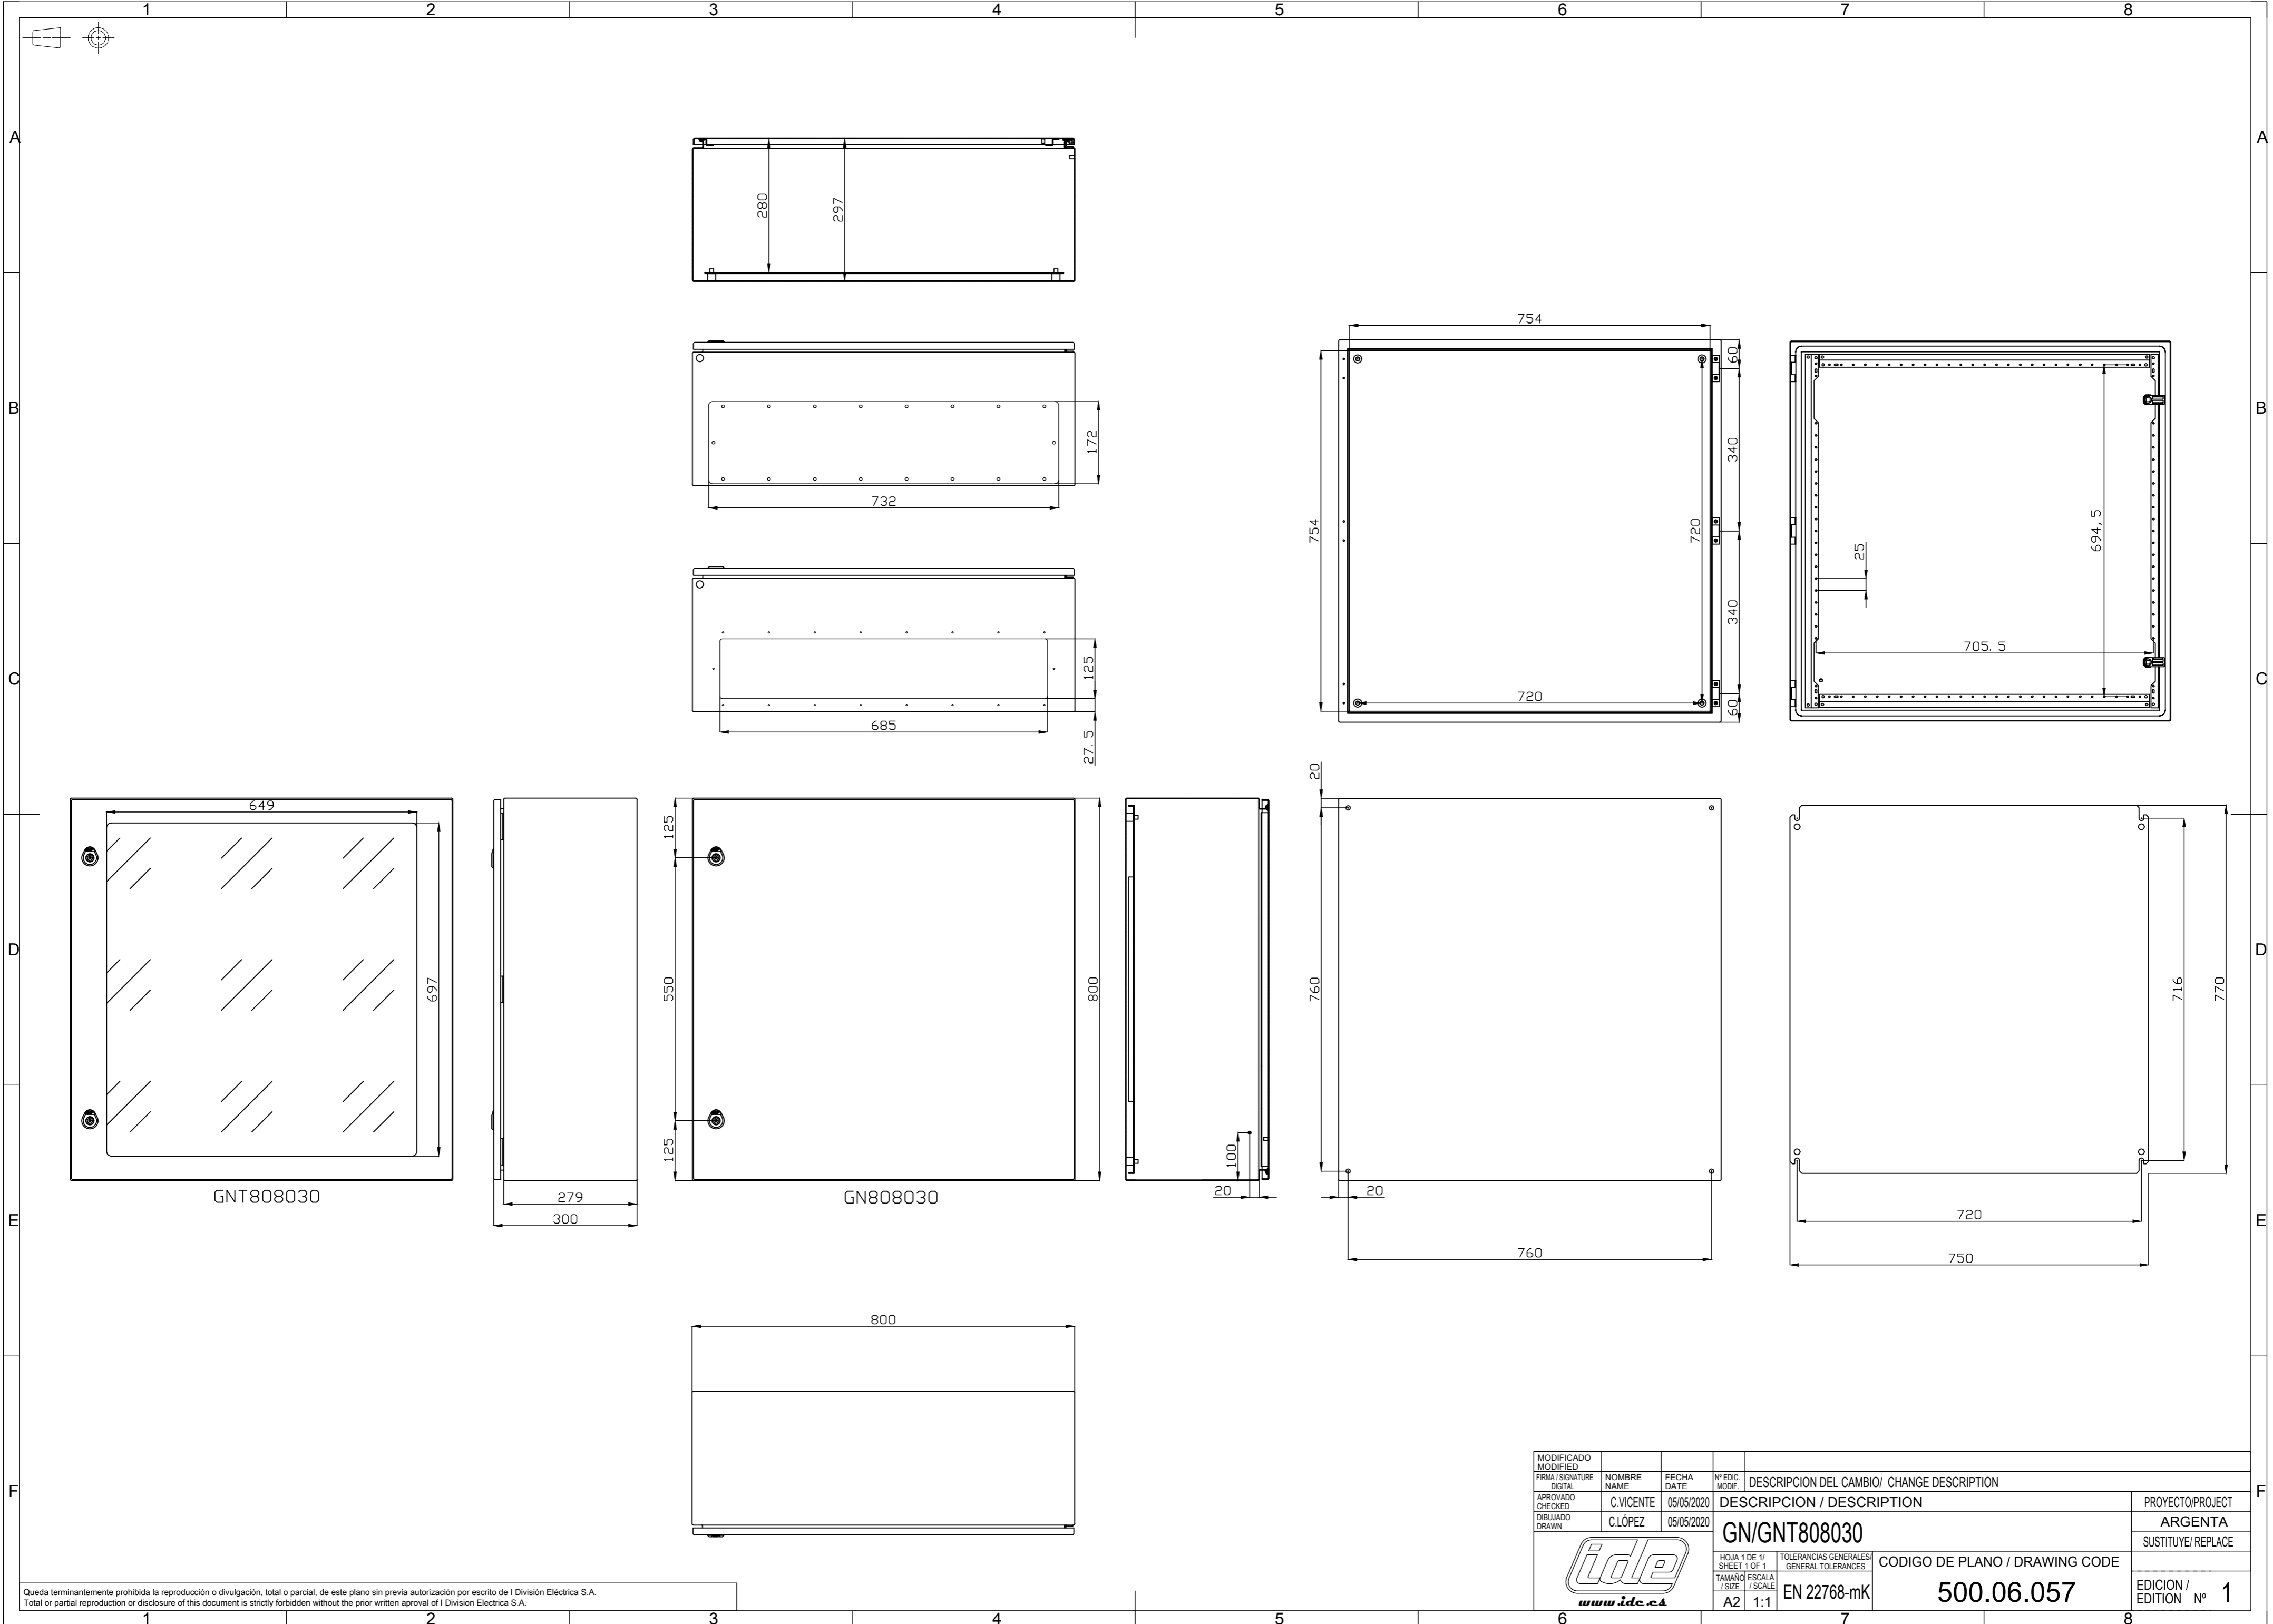 1 2 3 4 5 6 7 8
A A
280
297
B B
172
732
125
685
27. 5
C C
754
60
340
754
720
340
720
60
694, 5
25
705. 5
649
697
GNT808030
279
300
125
550
800
125
GN808030
100
20
20
760
20
760
716
770
720
750
D D
E E
800
F F
MODIFICADO
MODIFIED
FIRMA / SIGNATURE
DIGITAL
NOMBRE
NAME
FECHA
DATE
Nº EDIC.
MODIF.
DESCRIPCION DEL CAMBIO/ CHANGE DESCRIPTION
APROVADO
CHECKED
C.VICENTE
05/05/2020
DESCRIPCION / DESCRIPTION
PROYECTO/PROJECT
DIBUJADO
DRAWN
C.LÓPEZ
05/05/2020
GN/GNT808030
ARGENTA
SUSTITUYE/ REPLACE
ide
www.ide.es
HOJA 1 DE 1/
SHEET 1 OF 1
TOLERANCIAS GENERALES/
GENERAL TOLERANCES
CODIGO DE PLANO / DRAWING CODE
TAMAÑO
/ SIZE
ESCALA
/ SCALE
A2
1:1
EN 22768-mK
500.06.057
EDICION /
EDITION Nº 1
Queda terminantemente prohibida la reproducción o divulgación, total o parcial, de este plano sin previa autorización por escrito de I División Eléctrica S.A.
Total or partial reproduction or disclosure of this document is strictly forbidden without the prior written aproval of I Division Electrica S.A.
1 2 3 4 5 6 7 8